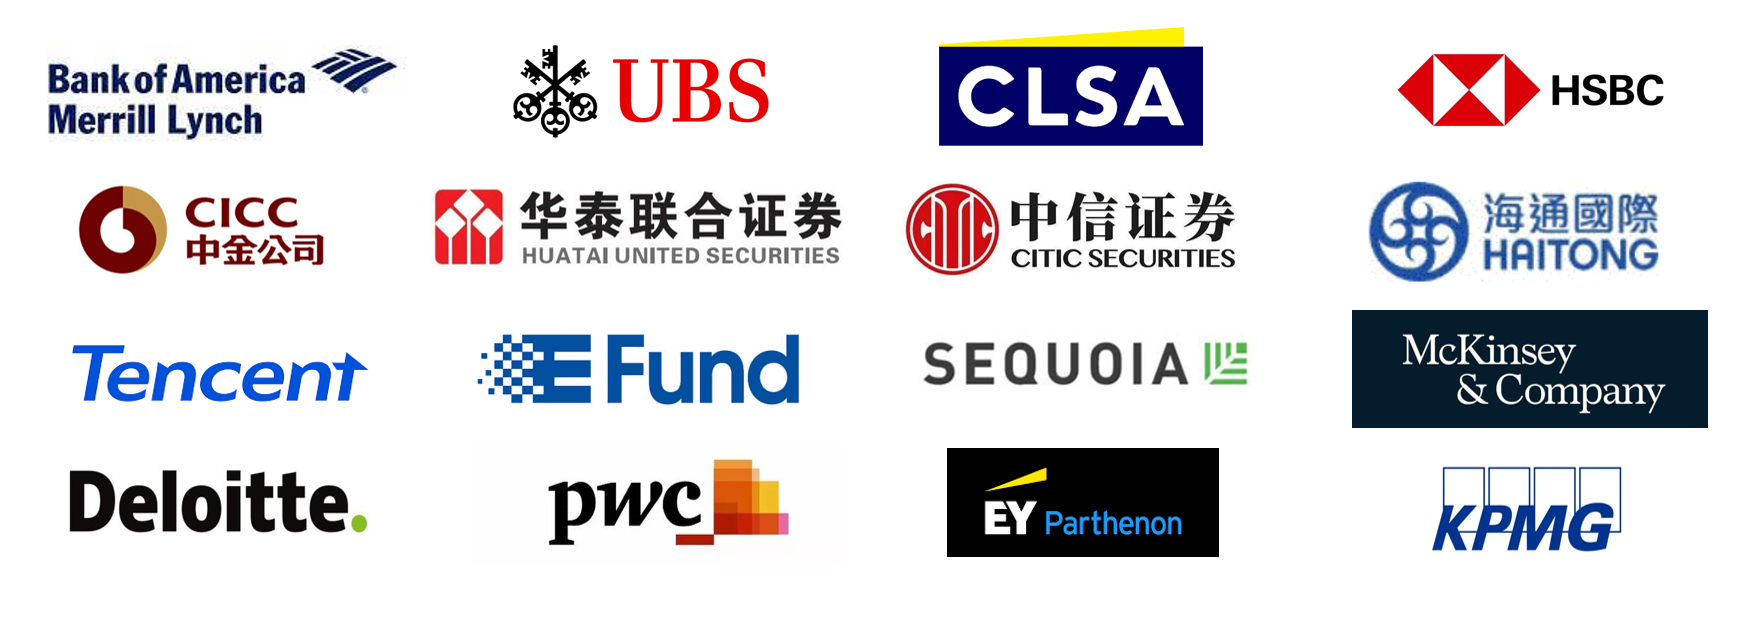 Bank of America
Merrill Lynch
UBS
CLSA
HSBC
CICC
中金公司
华泰联合证券
HUATAI UNITED SECURITIES
CITIC
中信证券
CITIC SECURITIES
海通國際
HAITONG
Tencent
E Fund
SEQUOIA
McKinsey
& Company
Deloitte.
pwc
EY Parthenon
KPMG